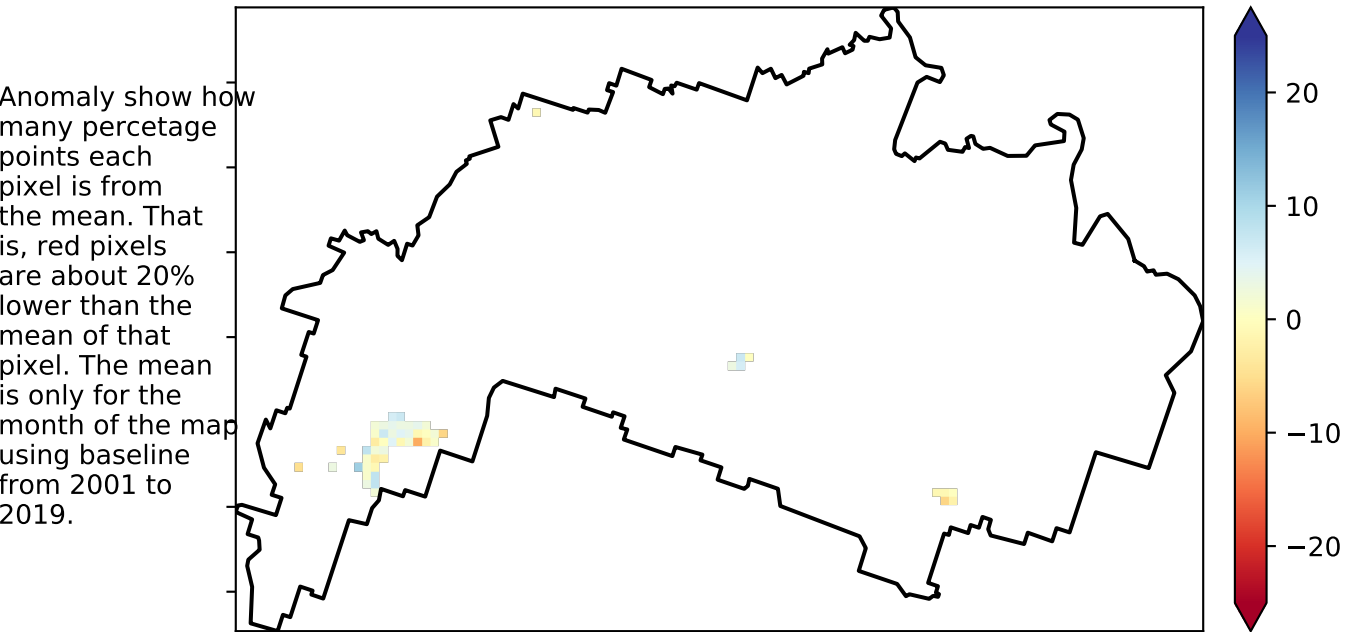 Anomaly show how
many percetage
points each
pixel is from
the mean. That
is, red pixels
are about 20%
lower than the
mean of that
pixel. The mean
is only for the
month of the map
using baseline
from 2001 to
2019.
20
10
0
−10
−20